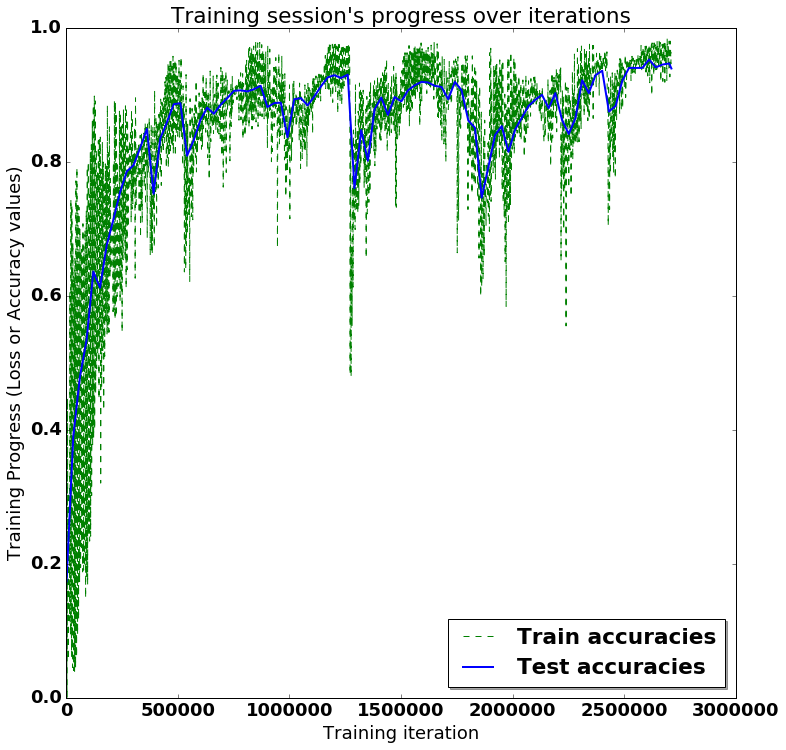 Training session's progress over iterations
Training Progress (Loss or Accuracy values)
1.0
0.8
0.6
0.4
0.2
0.0
0 500000 1000000 1500000 2000000 2500000 3000000
Training iteration
Train accuracies
Test accuracies